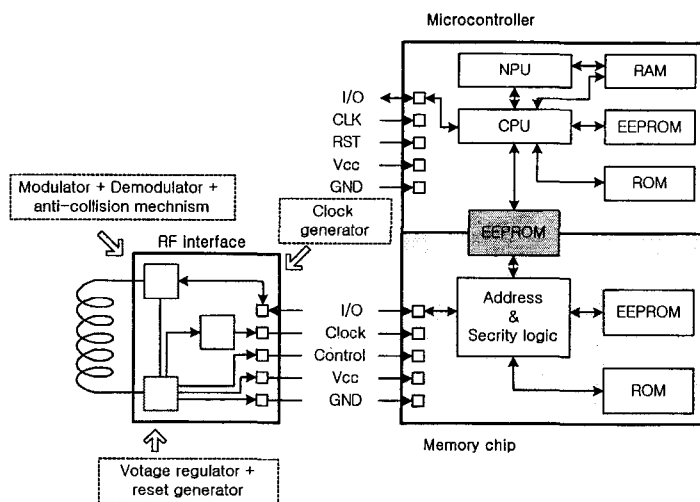 Microcontroller
NPU
RAM
I/O
CLK
CPU
EEPROM
RST
Vcc
ROM
GND
Modulator + Demodulator +
anti-collision mechnism
Clock
generator
EEPROM
RF interface
I/O
Address
&
Secrity logic
EEPROM
Clock
Control
Vcc
ROM
GND
Memory chip
Votage regulator +
reset generator